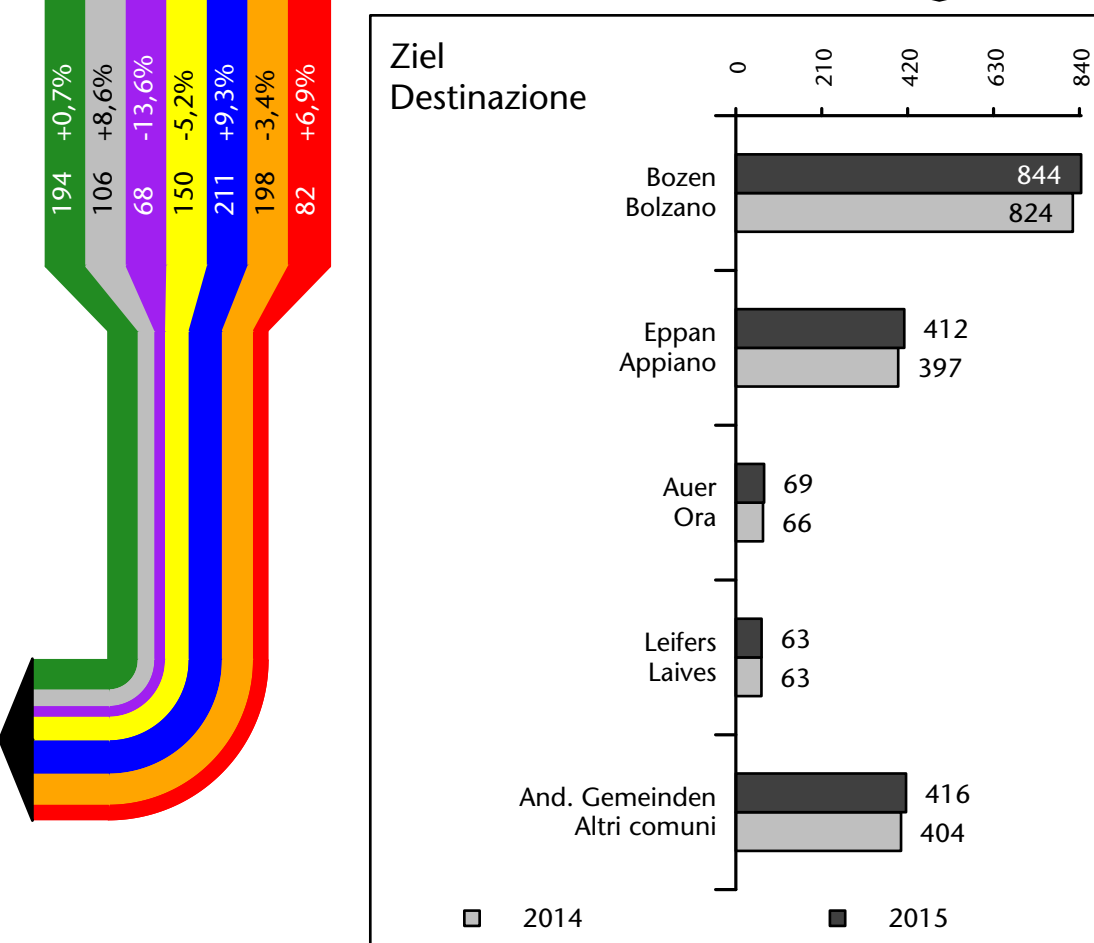 194 +0,7%
106 +8,6%
68 -13,6%
150 -5,2%
211 +9,3%
198 -3,4%
82 +6,9%
Ziel
Destinazione
0 210 420 630 840
Bozen
Bolzano
844
824
Eppan
Appiano
412
397
Auer
Ora
69
66
Leifers
Laives
63
63
And. Gemeinden
Altri comuni
416
404
2014 2015